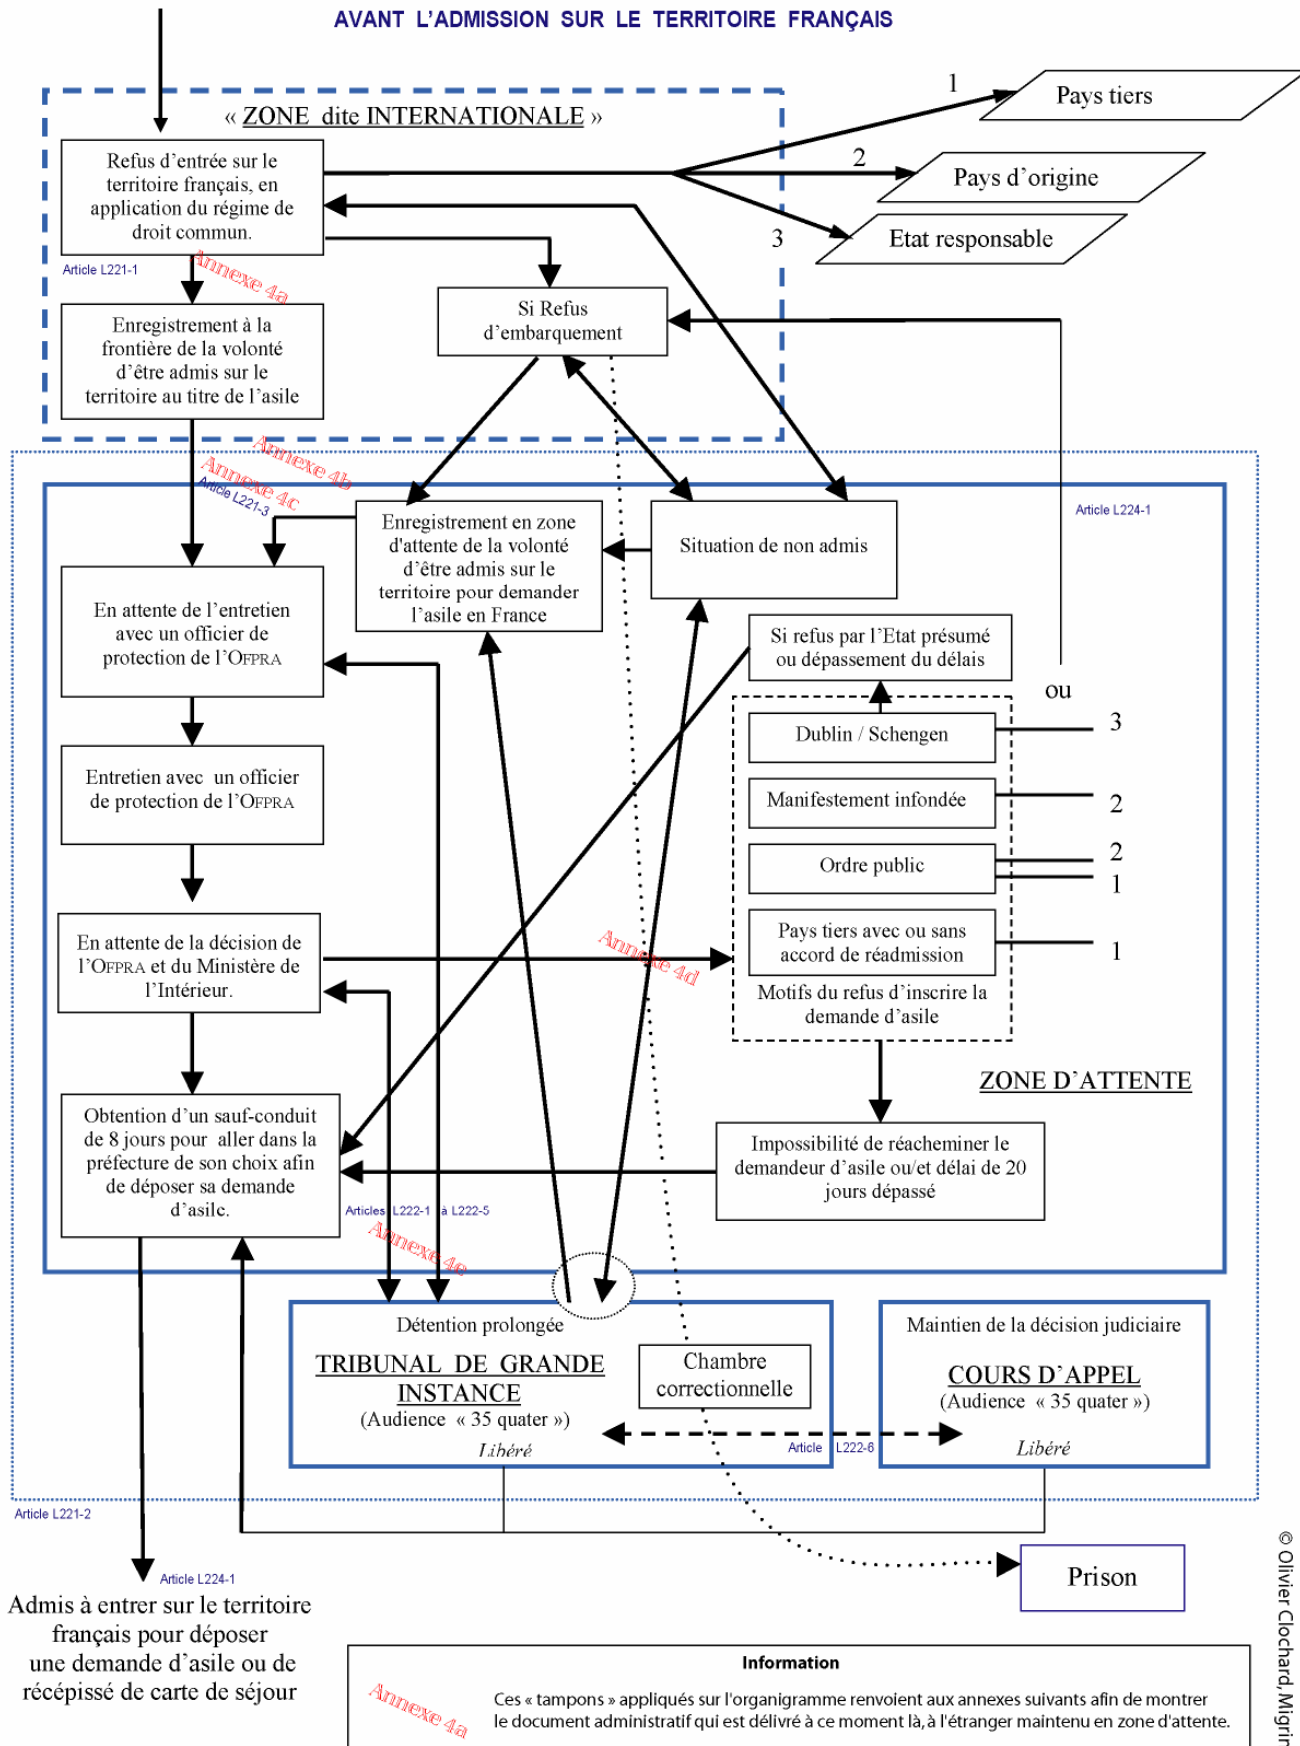 AVANT L'ADMISSION SUR LE TERRITOIRE FRANÇAIS
« ZONE dite INTERNATIONALE »
1
Pays tiers
2
Pays d'origine
3
Etat responsable
Refus d'entrée sur le
territoire français, en
application du régime de
droit commun.
Article L221-1
Annexe 4a
Si Refus
d'embarquement
Enregistrement à la
frontière de la volonté
d'être admis sur le
territoire au titre de l'asile
Annexe 4b
Annexe 4c
Article L221-3
Article L224-1
Enregistrement en zone
d'attente de la volonté
d'être admis sur le
territoire pour demander
l'asile en France
Situation de non admis
En attente de l'entretien
avec un officier de
protection de l'OFPRA
Si refus par l'Etat présumé
ou dépassement du délais
ou
Dublin / Schengen
3
Entretien avec un officier
de protection de l'OFPRA
Manifestement infondée
2
Ordre public
2
1
En attente de la décision de
l'OFPRA et du Ministère de
l'Intérieur.
Annexe 4d
Pays tiers avec ou sans
accord de réadmission
1
Motifs du refus d'inscrire la
demande d'asile
ZONE D'ATTENTE
Obtention d'un sauf-conduit
de 8 jours pour aller dans la
préfecture de son choix afin
de déposer sa demande
d'asile.
Impossibilité de réacheminer le
demandeur d'asile ou/et délai de 20
jours dépassé
Articles L222-1 à L222-5
Annexe 4e
Détention prolongée
TRIBUNAL DE GRANDE
INSTANCE
(Audience « 35 quater »)
Libéré
Chambre
correctionnelle
Maintien de la décision judiciaire
COURS D'APPEL
(Audience « 35 quater »)
Libéré
Article L222-6
Article L221-2
Prison
Article L224-1
Admis à entrer sur le territoire
français pour déposer
une demande d'asile ou de
récépissé de carte de séjour
Information
Annexe 4a
Ces « tampons » appliqués sur l'organigramme renvoient aux annexes suivants afin de montrer
le document administratif qui est délivré à ce moment là, à l'étranger maintenu en zone d'attente.
© Olivier Clochard, Migrin